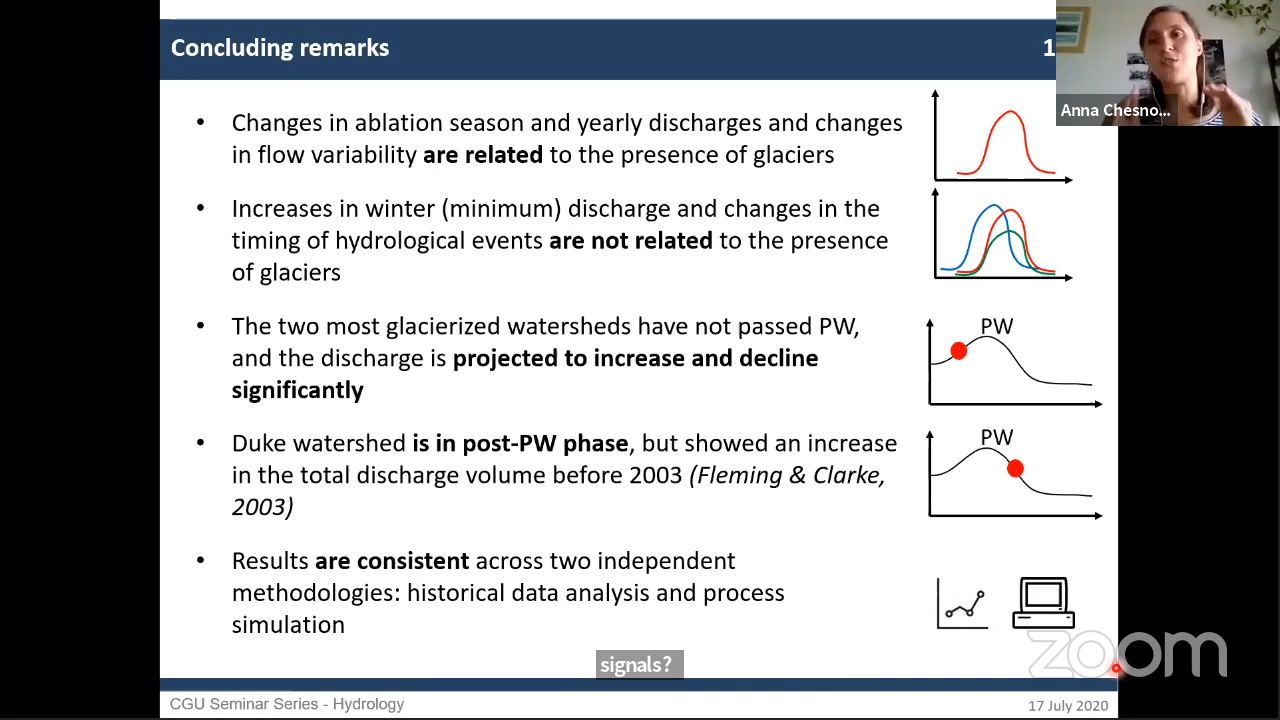 Concluding remarks
1
Anna Chesno...
• Changes in ablation season and yearly discharges and changes
in flow variability are related to the presence of glaciers
• Increases in winter (minimum) discharge and changes in the
timing of hydrological events are not related to the presence
of glaciers
• The two most glacierized watersheds have not passed PW,
and the discharge is projected to increase and decline
significantly
PW
• Duke watershed is in post-PW phase, but showed an increase
in the total discharge volume before 2003 (Fleming & Clarke,
2003)
PW
• Results are consistent across two independent
methodologies: historical data analysis and process
simulation
signals?
zoom
CGU Seminar Series - Hydrology
17 July 2020